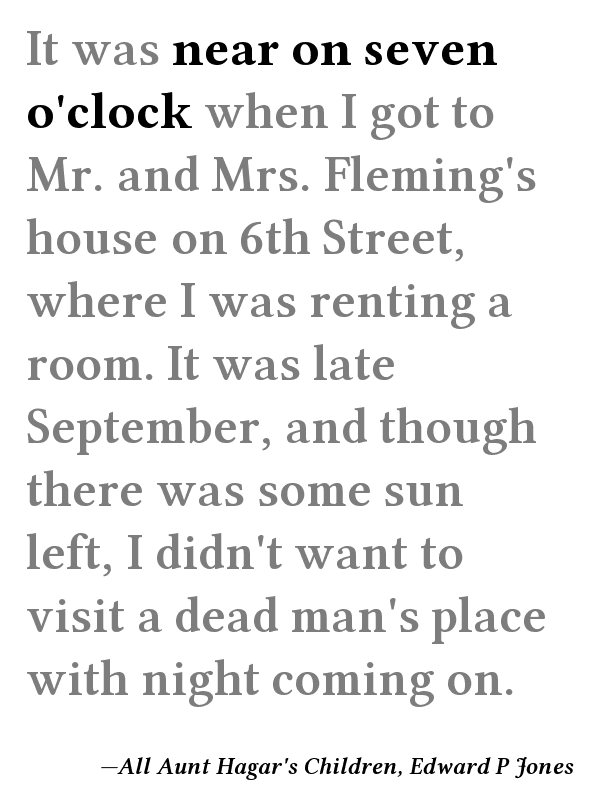 It was near on seven
o'clock when I got to
Mr. and Mrs. Fleming's
house on 6th Street,
where I was renting a
room. It was late
September, and though
there was some sun
left, I didn't want to
visit a dead man's place
with night coming on.
—All Aunt Hagar's Children, Edward P Jones